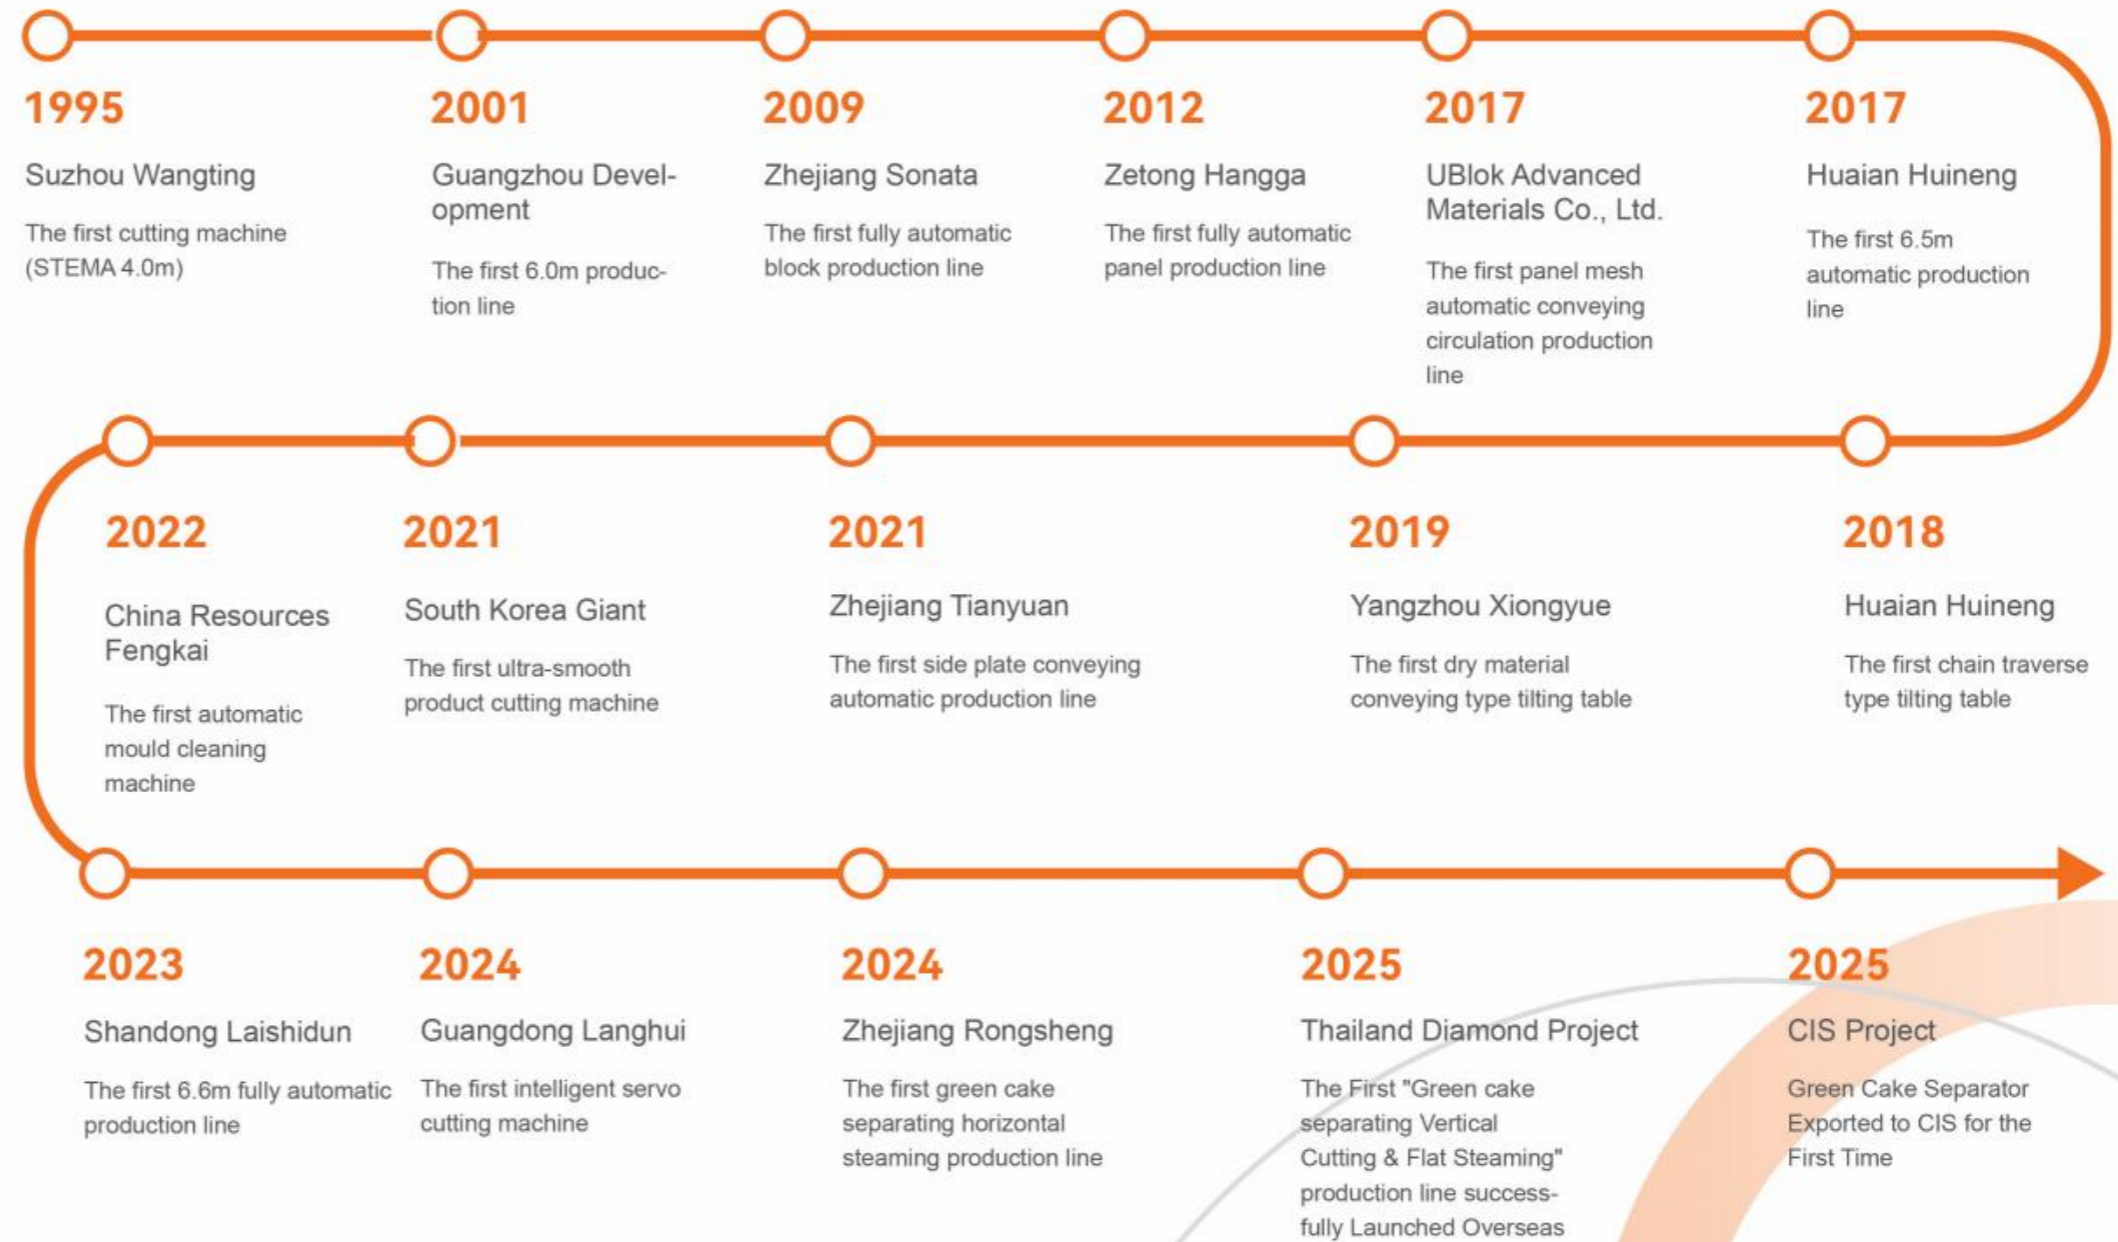 1995
Suzhou Wangting
The first cutting machine
(STEMA 4.0m)
2001
Guangzhou Devel-
opment
The first 6.0m produc-
tion line
2009
Zhejiang Sonata
The first fully automatic
block production line
2012
Zetong Hangga
The first fully automatic
panel production line
2017
UBlok Advanced
Materials Co., Ltd.
The first panel mesh
automatic conveying
circulation production
line
2017
Huaian Huineng
The first 6.5m
automatic production
line
2018
Huaian Huineng
The first chain traverse
type tilting table
2019
Yangzhou Xiongyue
The first dry material
conveying type tilting table
2021
Zhejiang Tianyuan
The first side plate conveying
automatic production line
2021
South Korea Giant
The first ultra-smooth
product cutting machine
2022
China Resources
Fengkai
The first automatic
mould cleaning
machine
2023
Shandong Laishidun
The first 6.6m fully automatic
production line
2024
Guangdong Langhui
The first intelligent servo
cutting machine
2024
Zhejiang Rongsheng
The first green cake
separating horizontal
steaming production line
2025
Thailand Diamond Project
The First "Green cake
separating Vertical
Cutting & Flat Steaming"
production line success-
fully Launched Overseas
2025
CIS Project
Green Cake Separator
Exported to CIS for the
First Time